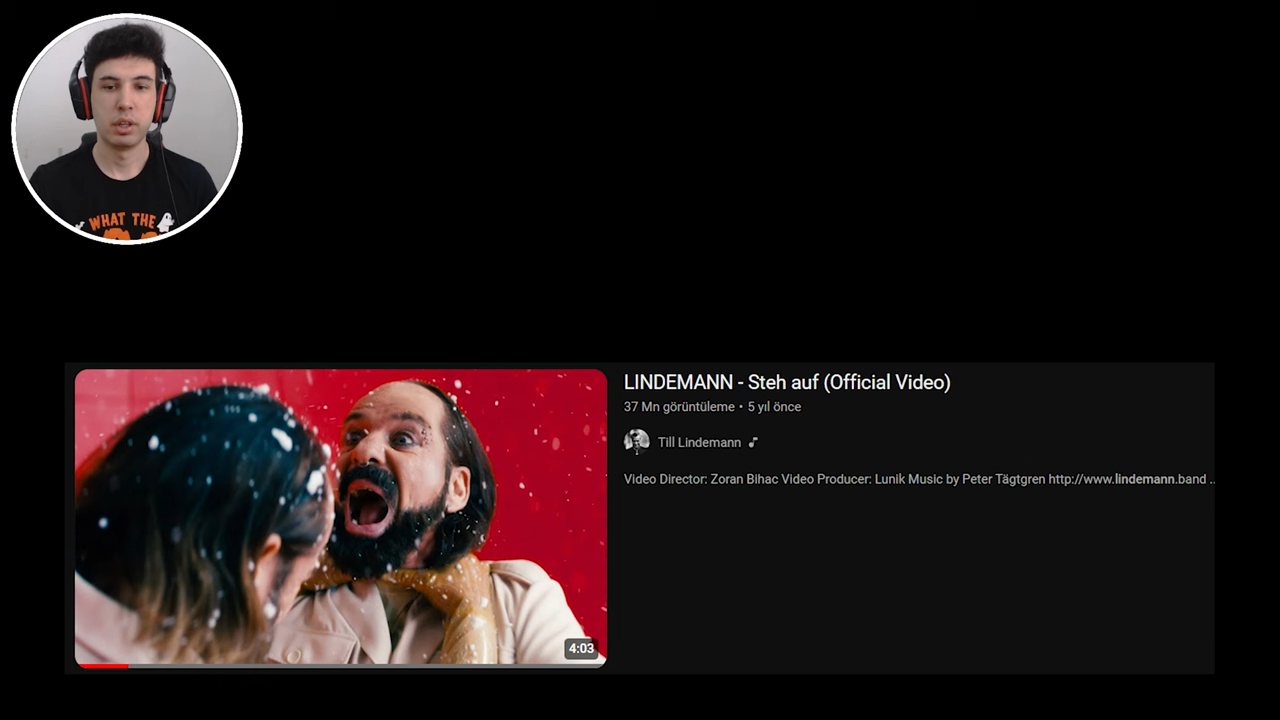 WHAT THE
LINDEMANN - Steh auf (Official Video)
37 Mn görüntüleme • 5 yıl önce
Till Lindemann
Video Director: Zoran Bihac Video Producer: Lunik Music by Peter Tägtgren http://www.lindemann.band ..
4:03